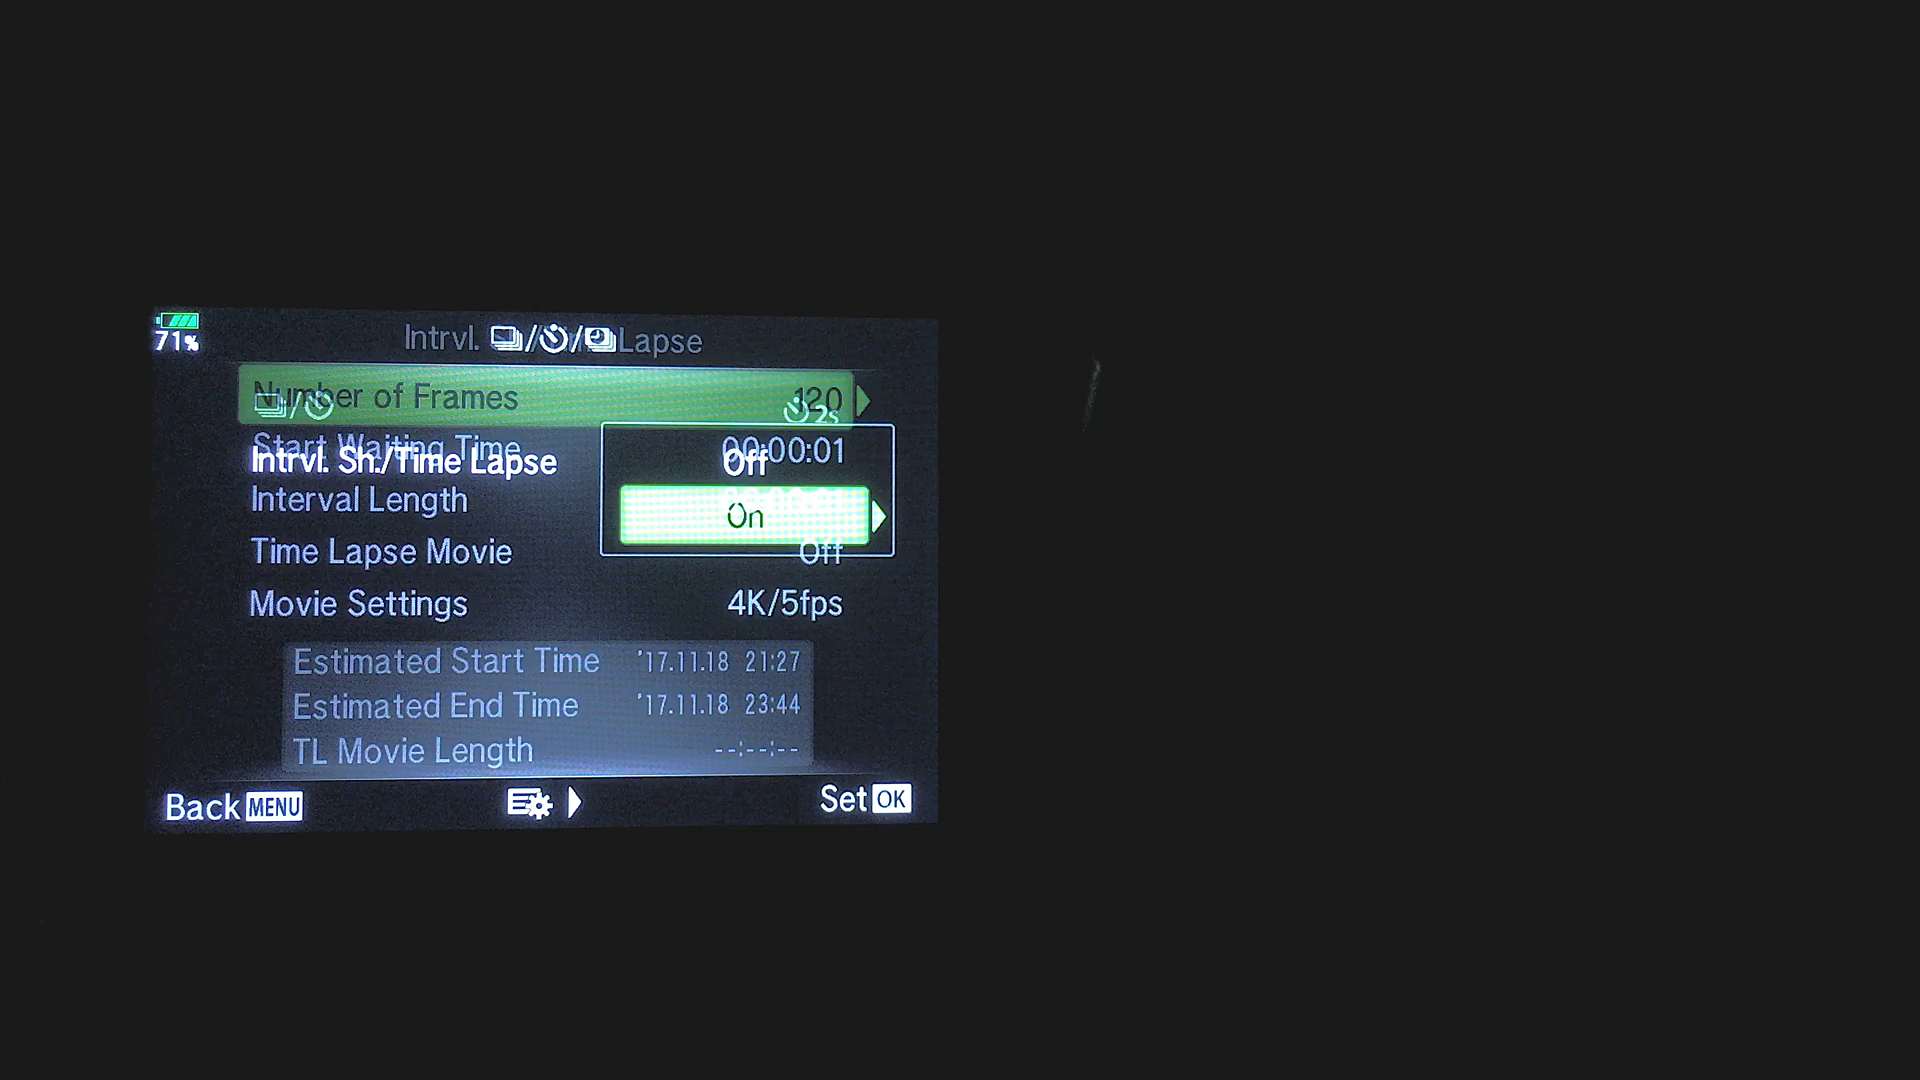 71%
Intrvl. Lapse
Number of Frames 120
2s
Start Waiting Time 00:00:01
Intrvl. Sh./Time Lapse Off
Interval Length
On
Time Lapse Movie Off
Movie Settings 4K/5fps
Estimated Start Time '17.11.18 21:27
Estimated End Time '17.11.18 23:44
TL Movie Length --:--:--
Back MENU Set OK